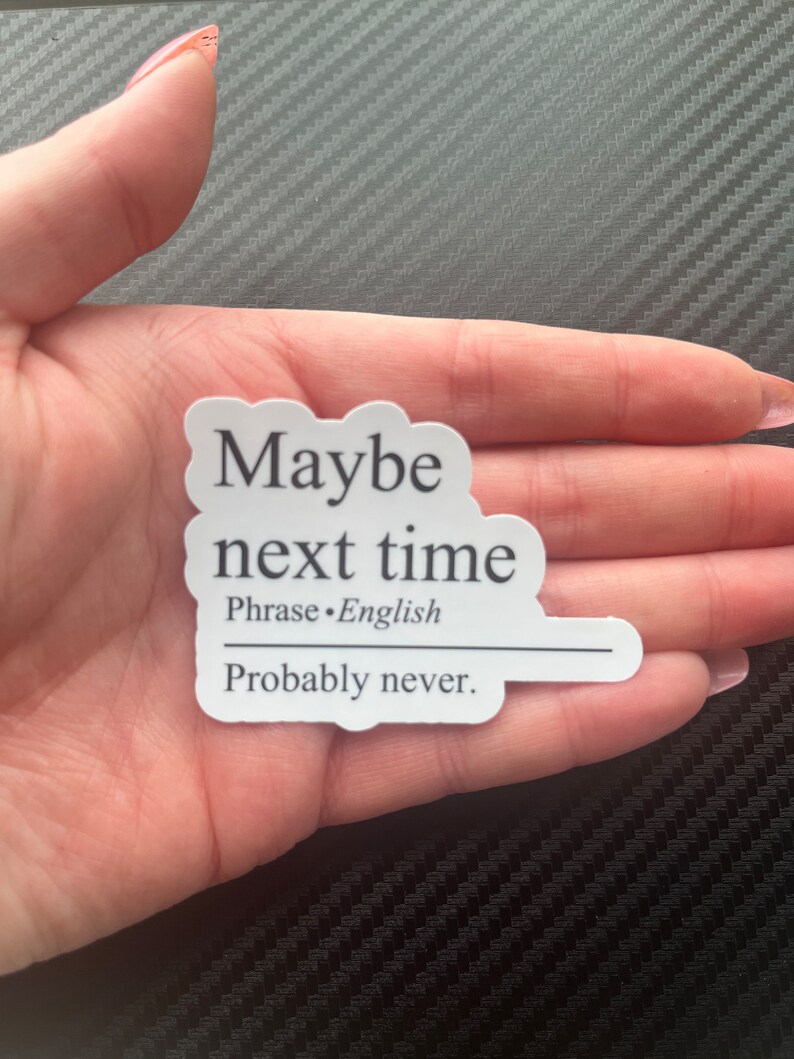 Maybe
next time
Phrase •English
Probably never.